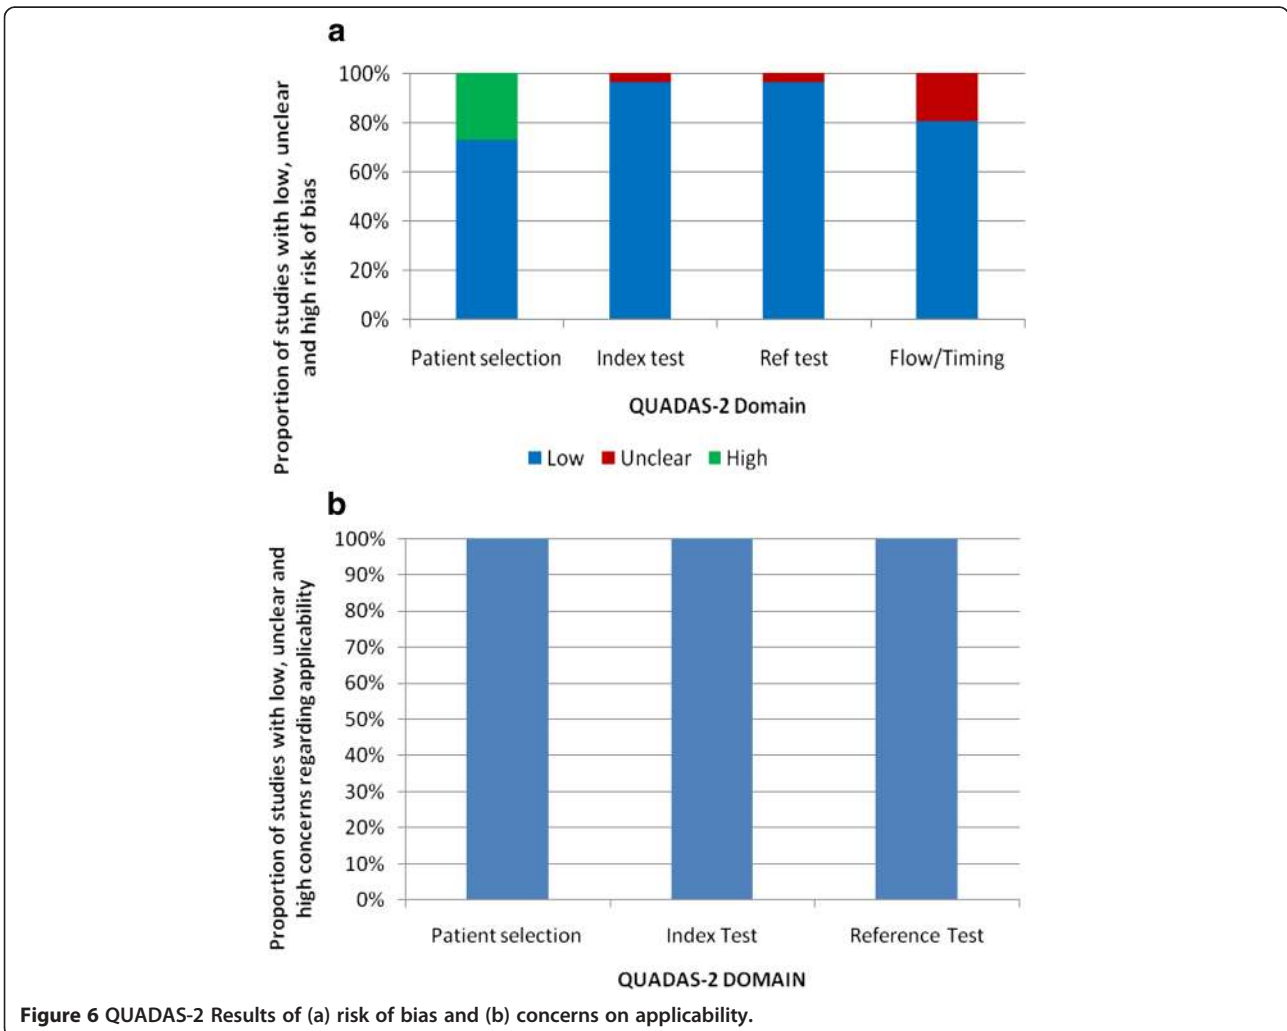 a
Proportion of studies with low, unclear
and high risk of bias
100%
80%
60%
40%
20%
0%
Patient selection Index test Ref test Flow/Timing
QUADAS-2 Domain
Low Unclear High
b
Proportion of studies with low, unclear and
high concerns regarding applicability
100%
90%
80%
70%
60%
50%
40%
30%
20%
10%
0%
Patient selection Index Test Reference Test
QUADAS-2 DOMAIN
Figure 6 QUADAS-2 Results of (a) risk of bias and (b) concerns on applicability.